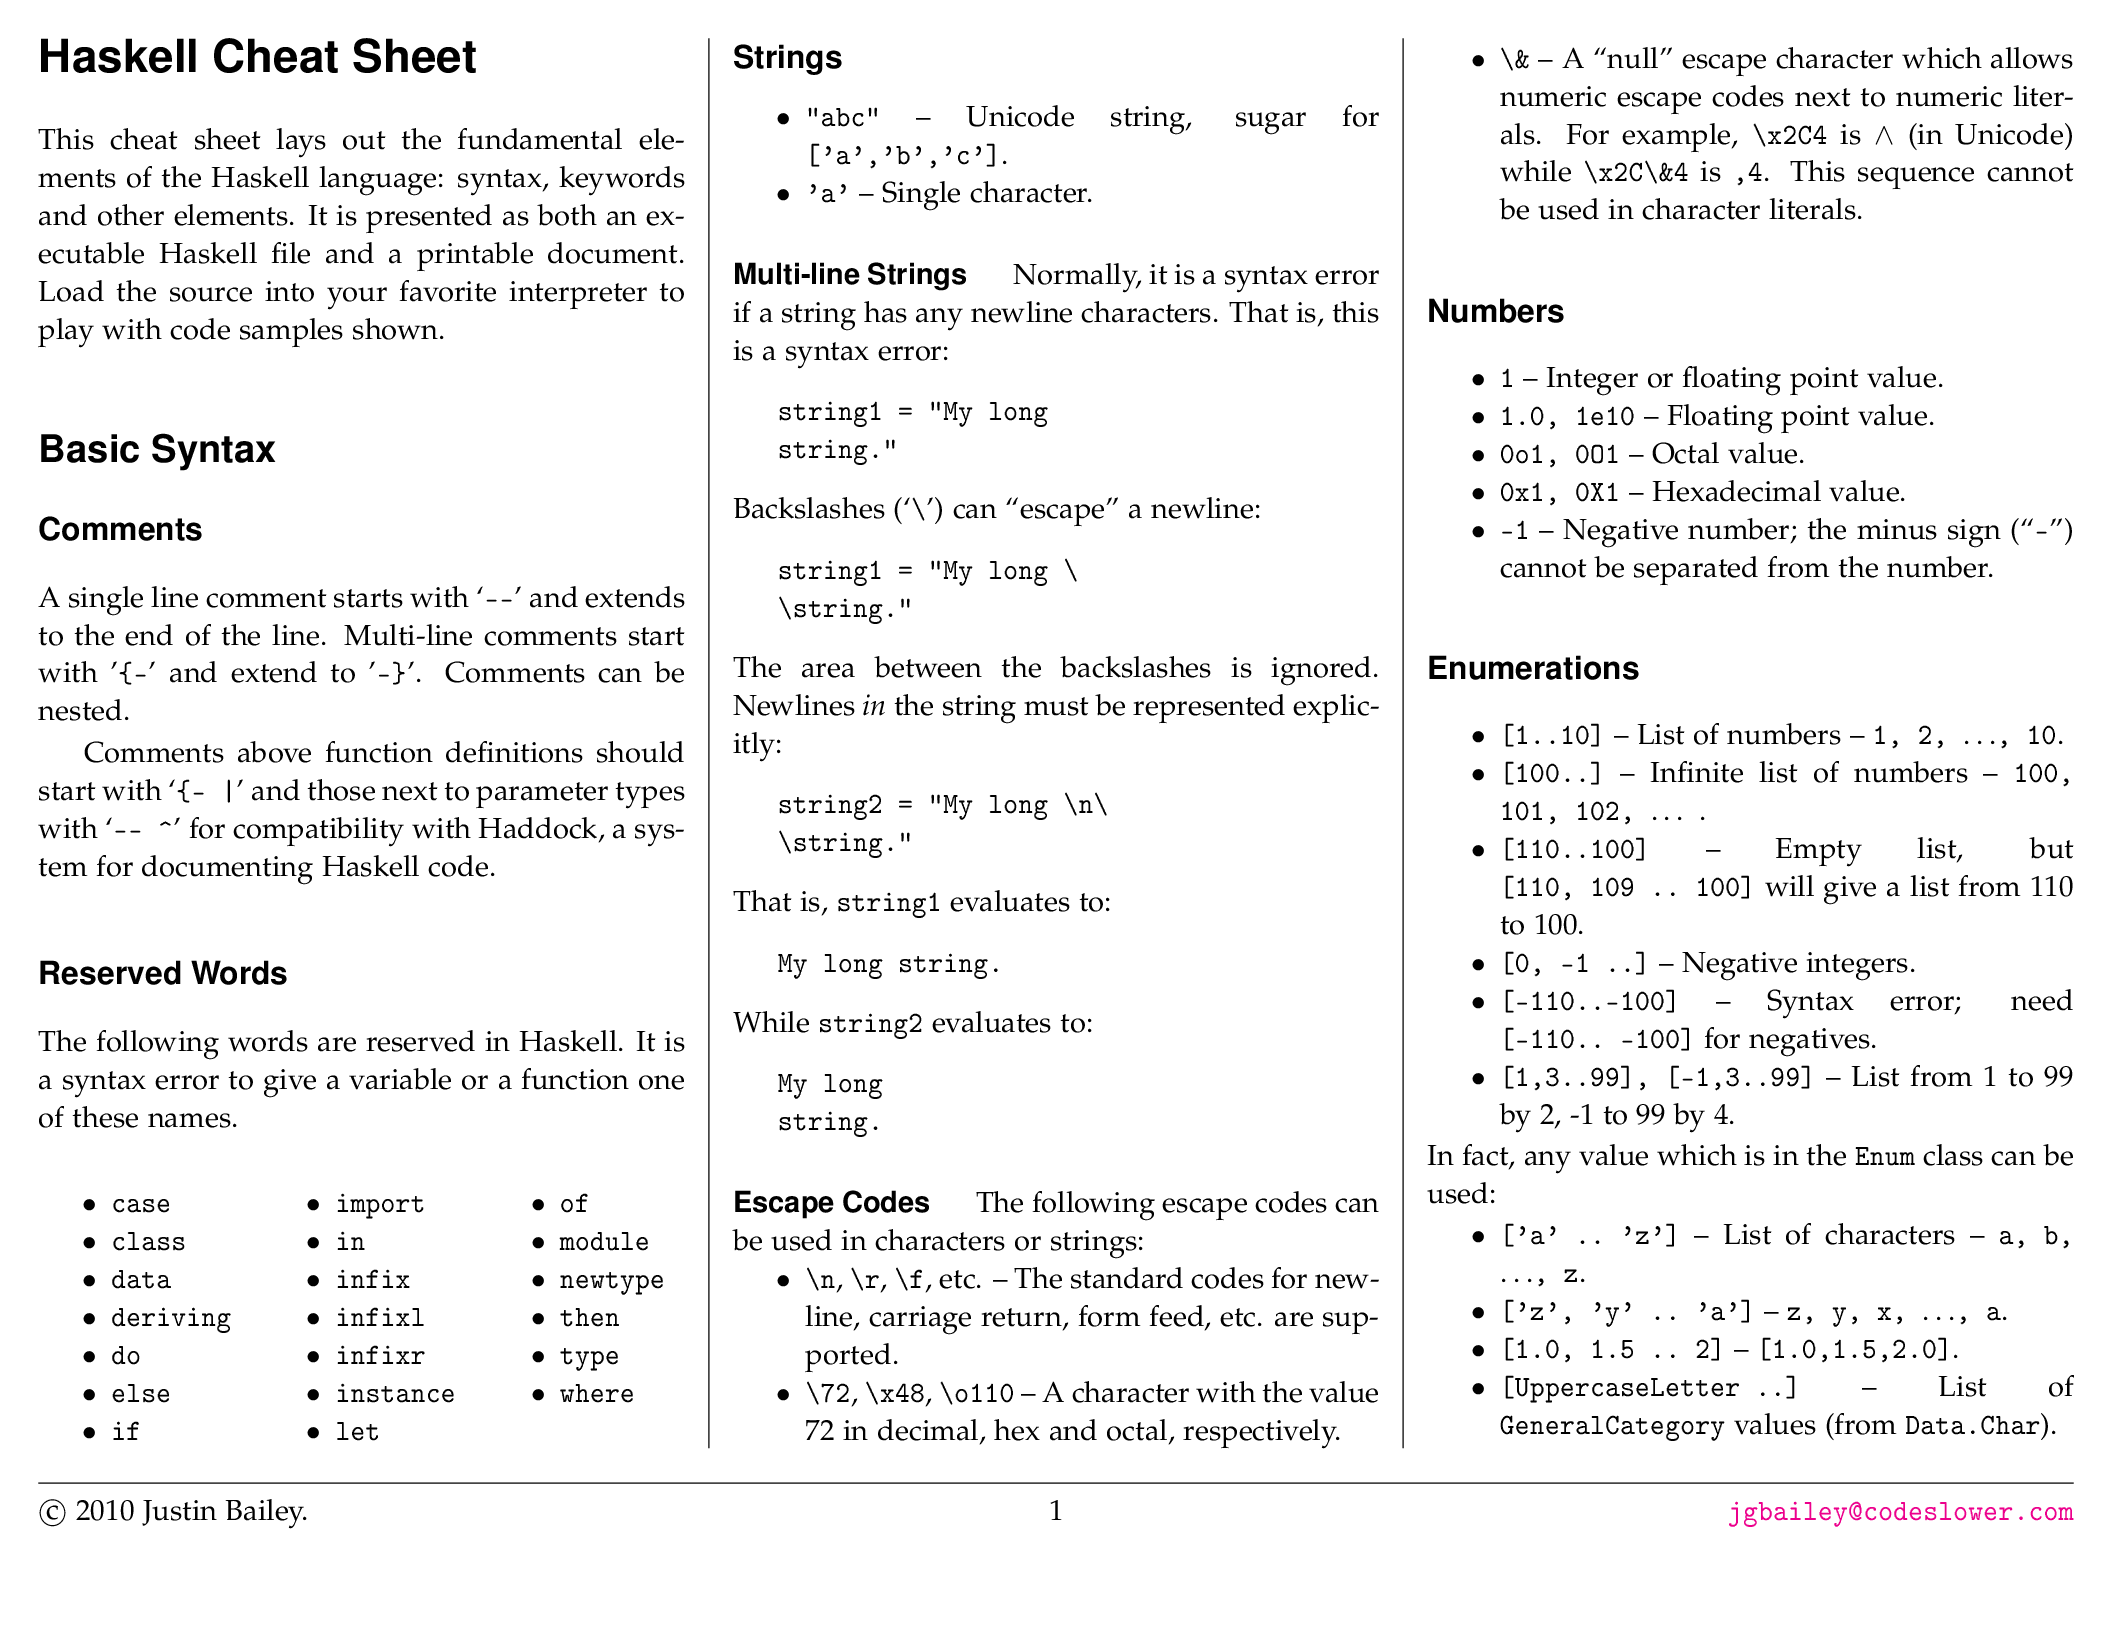 Haskell Cheat Sheet
This cheat sheet lays out the fundamental ele-
ments of the Haskell language: syntax, keywords
and other elements. It is presented as both an ex-
ecutable Haskell file and a printable document.
Load the source into your favorite interpreter to
play with code samples shown.
Basic Syntax
Comments
A single line comment starts with ‘--’ and extends
to the end of the line. Multi-line comments start
with ’{-’ and extend to ’-}’. Comments can be
nested.
Comments above function definitions should
start with ‘{- |’ and those next to parameter types
with ‘-- ^’ for compatibility with Haddock, a sys-
tem for documenting Haskell code.
Reserved Words
The following words are reserved in Haskell. It is
a syntax error to give a variable or a function one
of these names.
• case
• class
• data
• deriving
• do
• else
• if
• import
• in
• infix
• infixl
• infixr
• instance
• let
• of
• module
• newtype
• then
• type
• where
Strings
• "abc" – Unicode string, sugar for
[’a’,’b’,’c’].
• ’a’ – Single character.
Multi-line Strings Normally, it is a syntax error
if a string has any newline characters. That is, this
is a syntax error:
string1 = "My long
string."
Backslashes (‘\’) can “escape” a newline:
string1 = "My long \
\string."
The area between the backslashes is ignored.
Newlines in the string must be represented explic-
itly:
string2 = "My long \n\
\string."
That is, string1 evaluates to:
My long string.
While string2 evaluates to:
My long
string.
Escape Codes The following escape codes can
be used in characters or strings:
• \n, \r, \f, etc. – The standard codes for new-
line, carriage return, form feed, etc. are sup-
ported.
• \72, \x48, \o110 – A character with the value
72 in decimal, hex and octal, respectively.
• \& – A “null” escape character which allows
numeric escape codes next to numeric liter-
als. For example, \x2C4 is ∧ (in Unicode)
while \x2C\&4 is ,4. This sequence cannot
be used in character literals.
Numbers
• 1 – Integer or floating point value.
• 1.0, 1e10 – Floating point value.
• 0o1, 0O1 – Octal value.
• 0x1, 0X1 – Hexadecimal value.
• -1 – Negative number; the minus sign (“-”)
cannot be separated from the number.
Enumerations
• [1..10] – List of numbers – 1, 2, ..., 10.
• [100..] – Infinite list of numbers – 100,
101, 102, ... .
• [110..100] – Empty list, but
[110, 109 .. 100] will give a list from 110
to 100.
• [0, -1 ..] – Negative integers.
• [-110..-100] – Syntax error; need
[-110.. -100] for negatives.
• [1,3..99], [-1,3..99] – List from 1 to 99
by 2, -1 to 99 by 4.
In fact, any value which is in the Enum class can be
used:
• [’a’ .. ’z’] – List of characters – a, b,
..., z.
• [’z’, ’y’ .. ’a’] – z, y, x, ..., a.
• [1.0, 1.5 .. 2] – [1.0,1.5,2.0].
• [UppercaseLetter ..] – List of
GeneralCategory values (from Data.Char).
© 2010 Justin Bailey.
1
jgbailey@codeslower.com